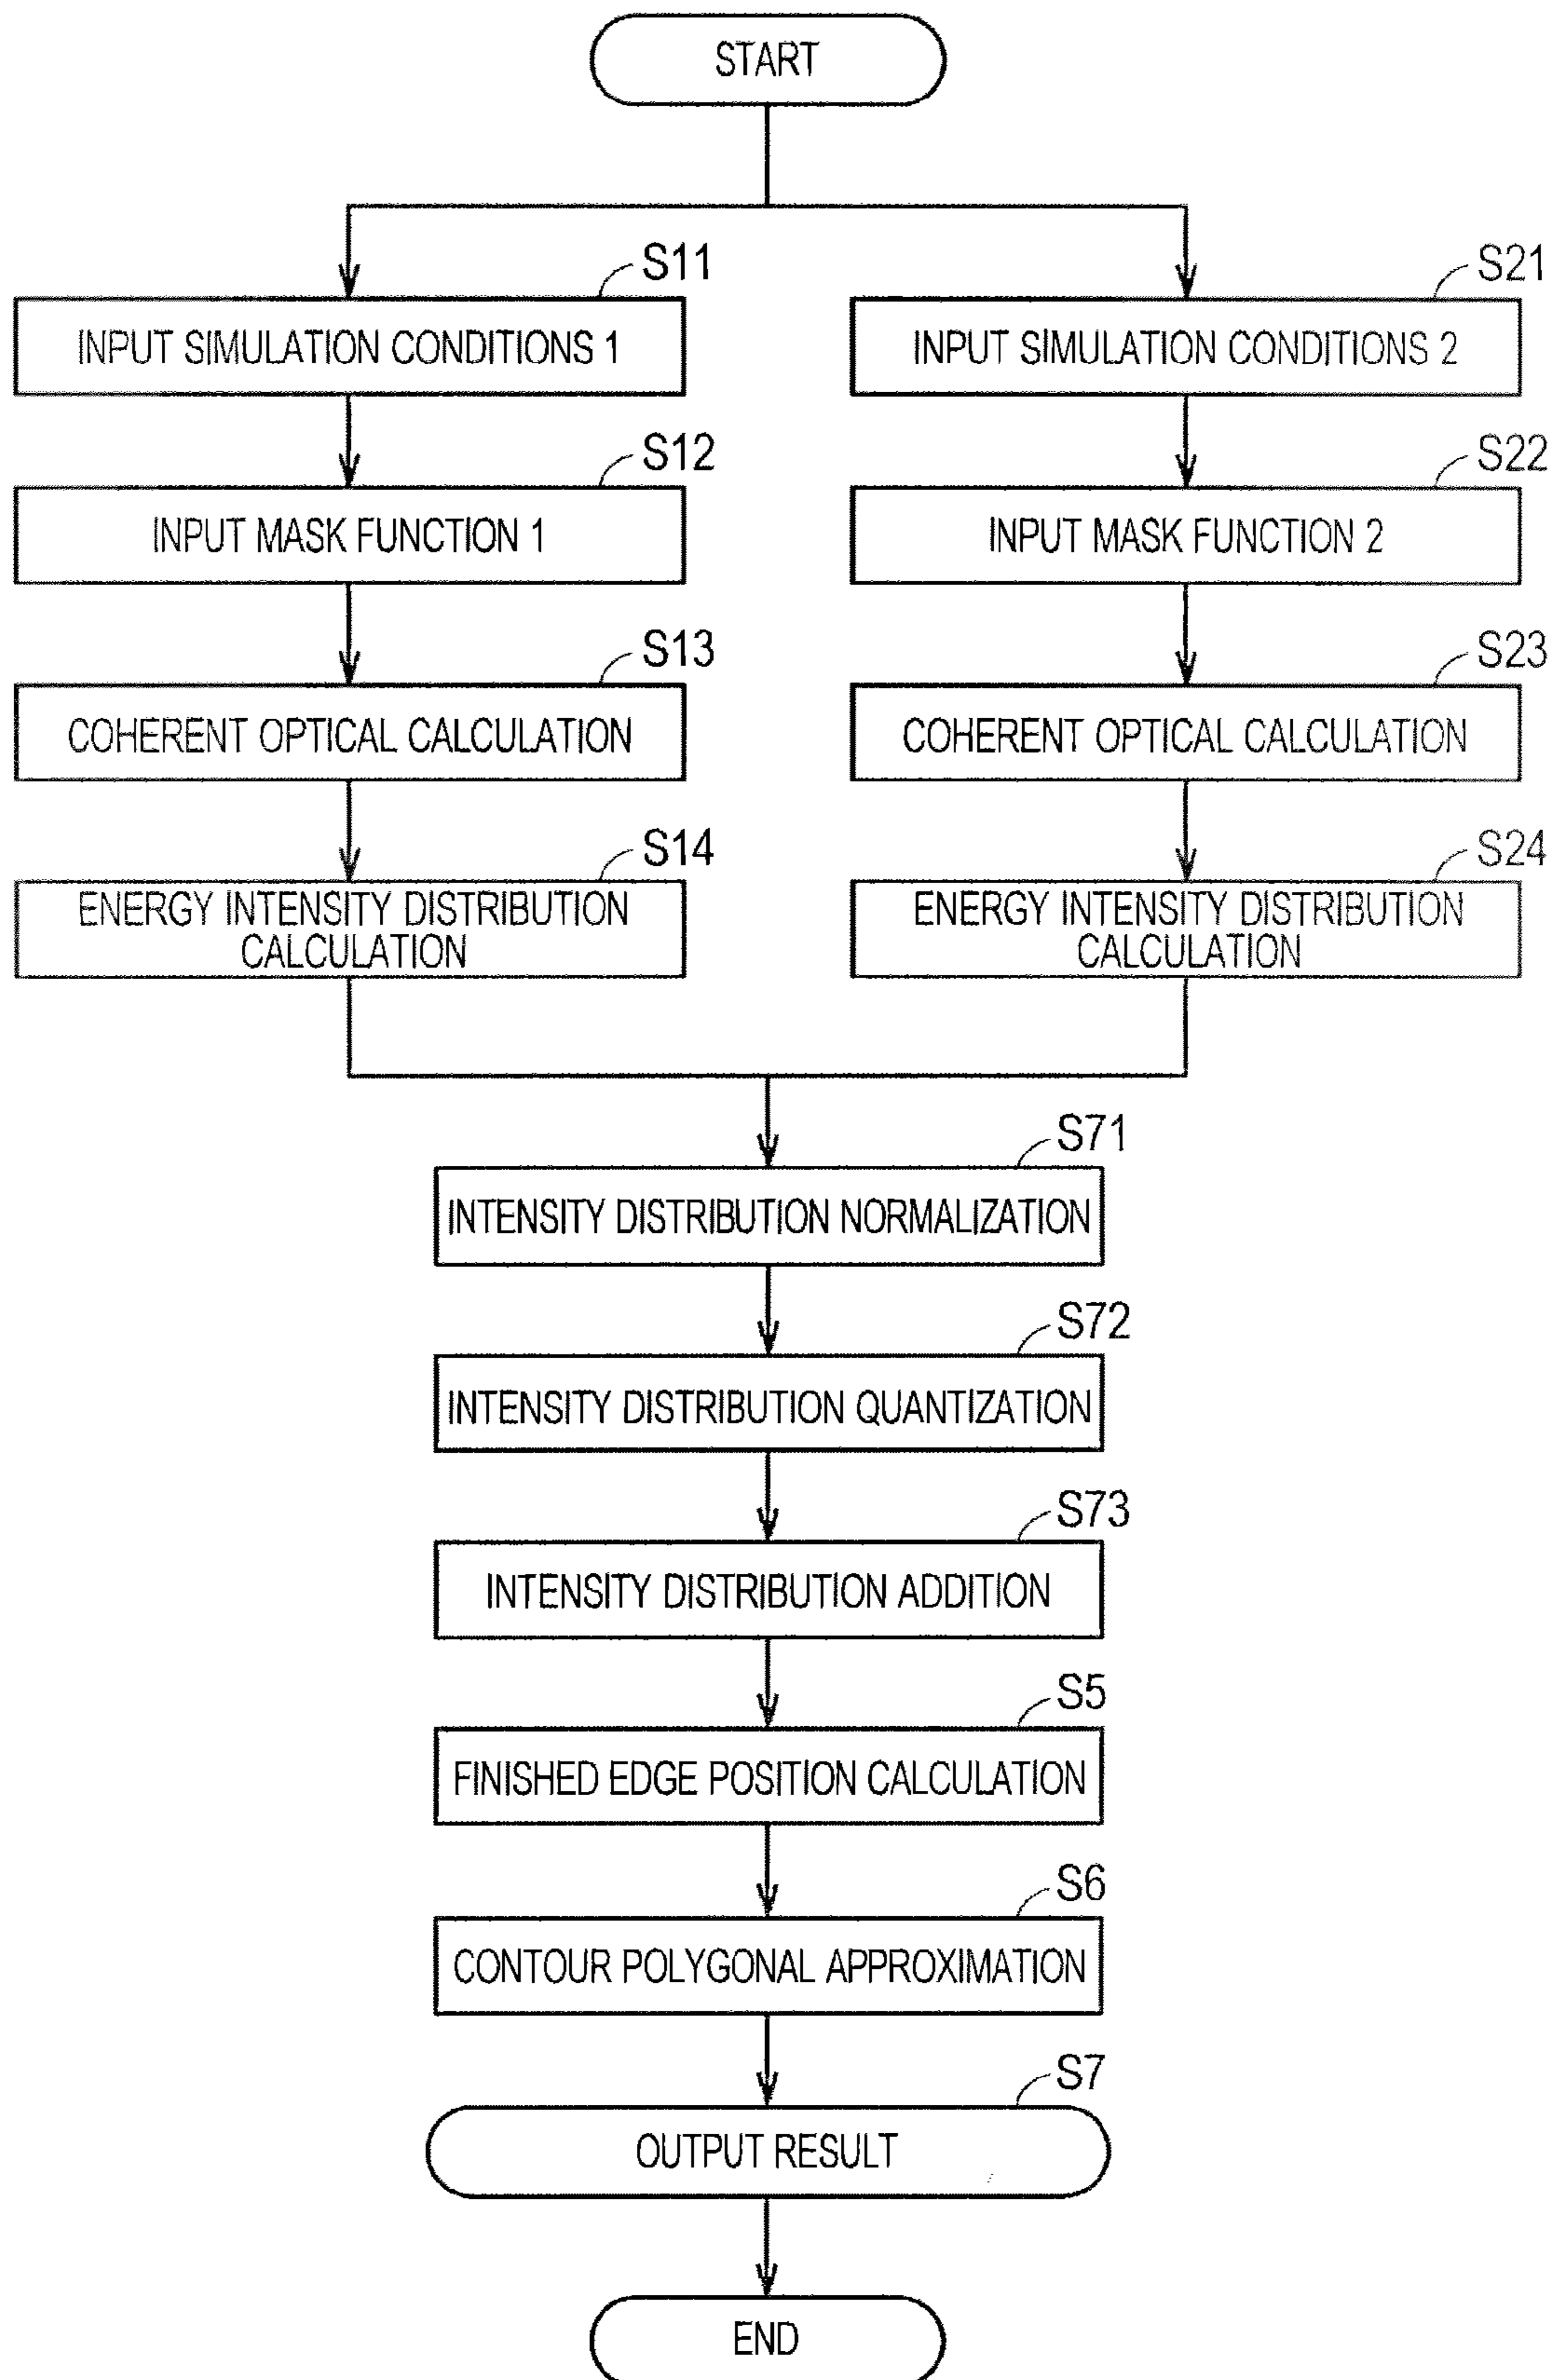 START
S11
INPUT SIMULATION CONDITIONS 1
S12
INPUT MASK FUNCTION 1
S13
COHERENT OPTICAL CALCULATION
S14
ENERGY INTENSITY DISTRIBUTION
CALCULATION
S21
INPUT SIMULATION CONDITIONS 2
S22
INPUT MASK FUNCTION 2
S23
COHERENT OPTICAL CALCULATION
S24
ENERGY INTENSITY DISTRIBUTION
CALCULATION
S71
INTENSITY DISTRIBUTION NORMALIZATION
S72
INTENSITY DISTRIBUTION QUANTIZATION
S73
INTENSITY DISTRIBUTION ADDITION
S5
FINISHED EDGE POSITION CALCULATION
S6
CONTOUR POLYGONAL APPROXIMATION
S7
OUTPUT RESULT
END